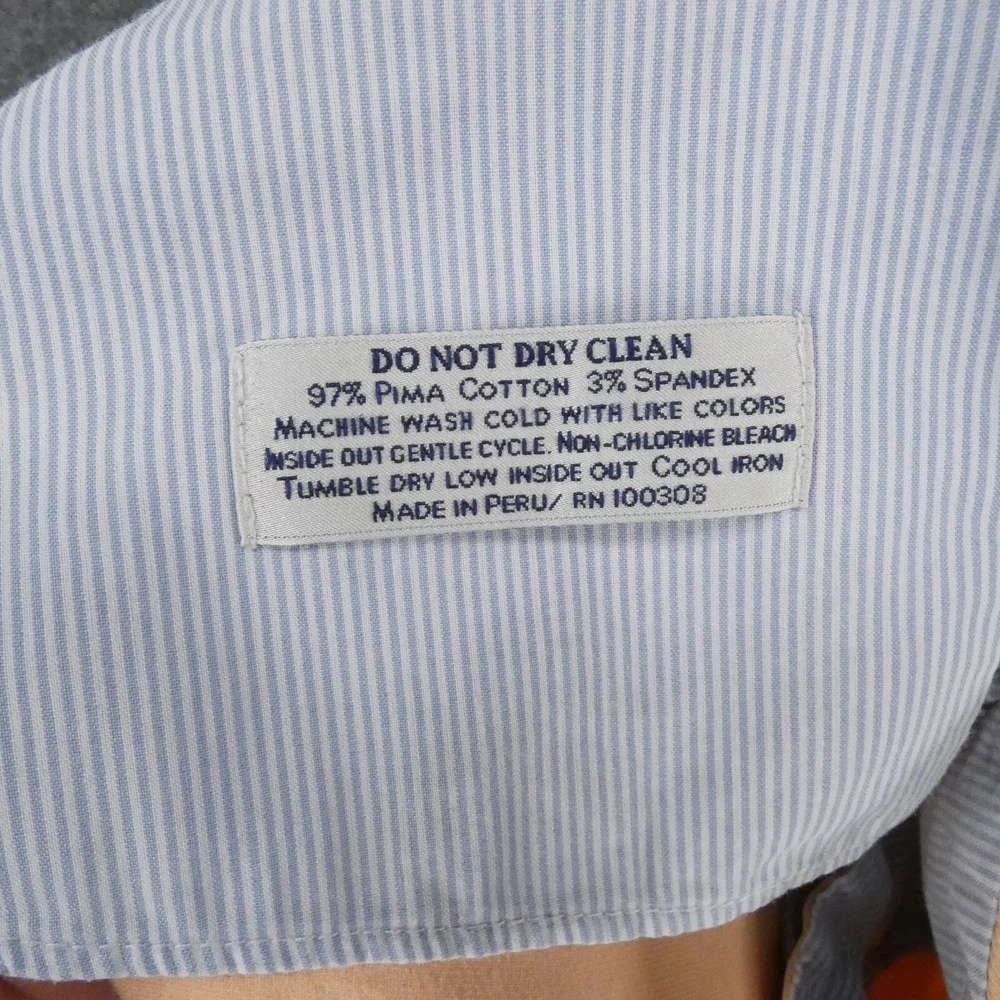 DO NOT DRY CLEAN
97% PIMA COTTON 3% SPANDEX
MACHINE WASH COLD WITH LIKE COLORS
INSIDE OUT GENTLE CYCLE. NON-CHLORINE BLEACH
TUMBLE DRY LOW INSIDE OUT COOL IRON
MADE IN PERU/ RN 100308